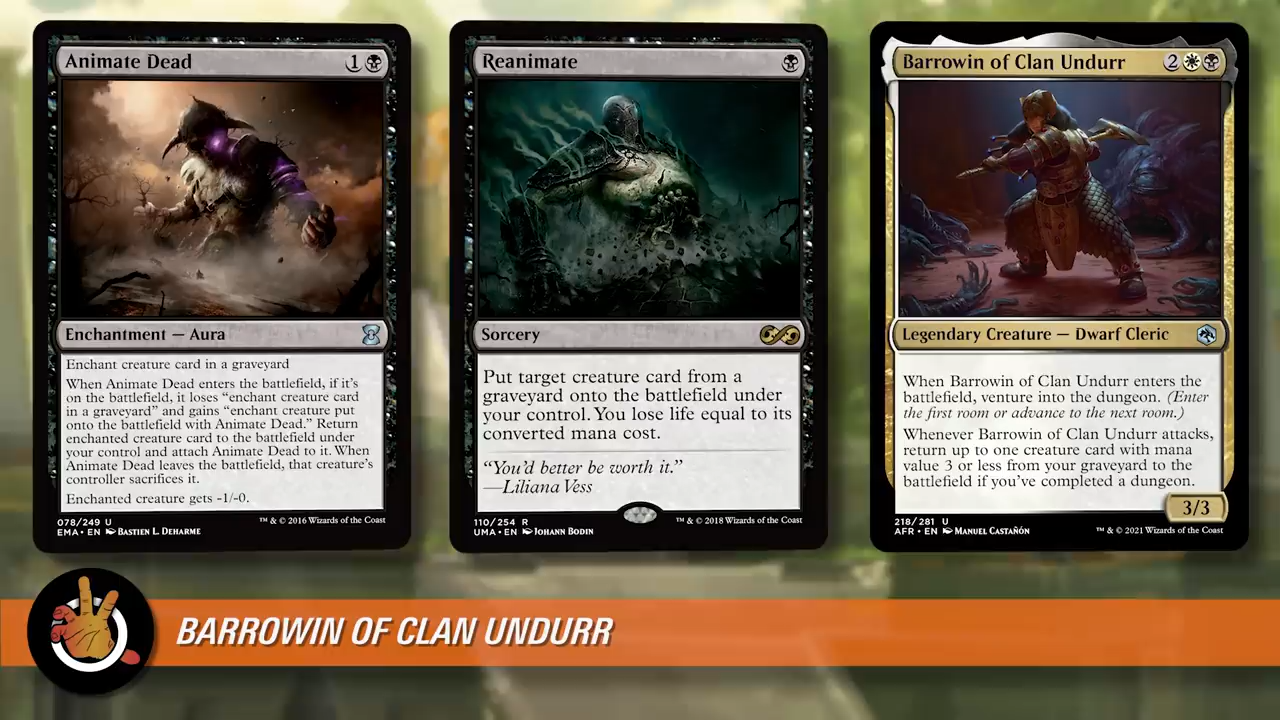 Animate Dead 1
Enchantment — Aura
Enchant creature card in a graveyard
When Animate Dead enters the battlefield, if it's
on the battlefield, it loses “enchant creature card
in a graveyard” and gains “enchant creature put
onto the battlefield with Animate Dead.” Return
enchanted creature card to the battlefield under
your control and attach Animate Dead to it. When
Animate Dead leaves the battlefield, that creature's
controller sacrifices it.
Enchanted creature gets -1/-0.
078/249 U
EMA • EN BASTIEN L. DEHARME
™ & © 2016 Wizards of the Coast
Reanimate
Sorcery
Put target creature card from a
graveyard onto the battlefield under
your control. You lose life equal to its
converted mana cost.
“You'd better be worth it.”
—Liliana Vess
110/254 R
UMA • EN JOHANN BODIN
™ & © 2018 Wizards of the Coast
Barrowin of Clan Undurr 2
Legendary Creature — Dwarf Cleric
When Barrowin of Clan Undurr enters the
battlefield, venture into the dungeon. (Enter
the first room or advance to the next room.)
Whenever Barrowin of Clan Undurr attacks,
return up to one creature card with mana
value 3 or less from your graveyard to the
battlefield if you've completed a dungeon.
3/3
218/281 U
AFR • EN MANUEL CASTAÑÓN
™ & © 2021 Wizards of the Coast
BARROWIN OF CLAN UNDURR